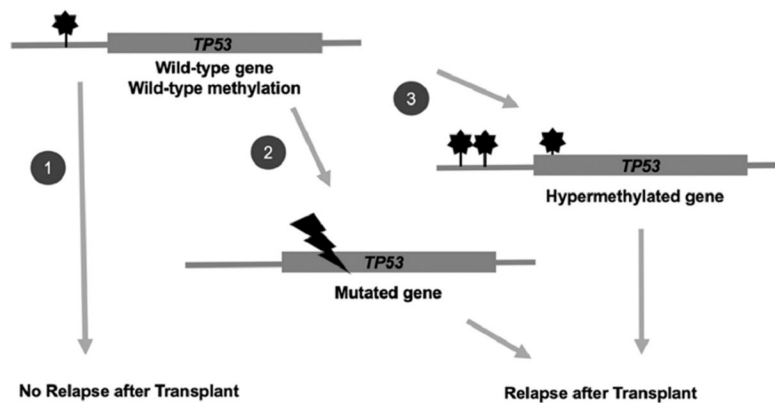 TP53
Wild-type gene
Wild-type methylation
1
2
3
TP53
Hypermethylated gene
TP53
Mutated gene
No Relapse after Transplant
Relapse after Transplant